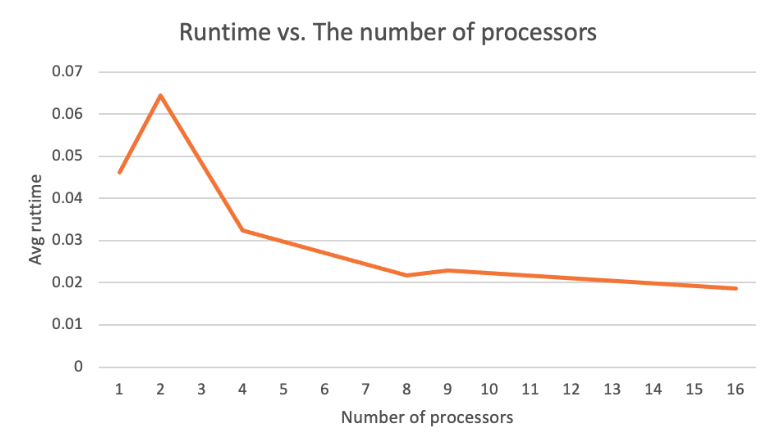 Runtime vs. The number of processors
0.07
0.06
0.05
0.04
0.03
0.02
0.01
0
Avg ruttime
1 2 3 4 5 6 7 8 9 10 11 12 13 14 15 16
Number of processors